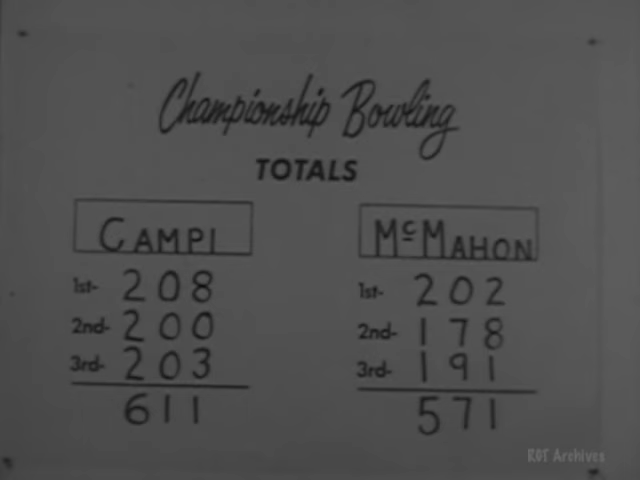 Championship Bowling
TOTALS
CAMPI
1st- 208
2nd- 200
3rd- 203
611
McMAHON
1st- 202
2nd- 178
3rd- 191
571
RDT Archives